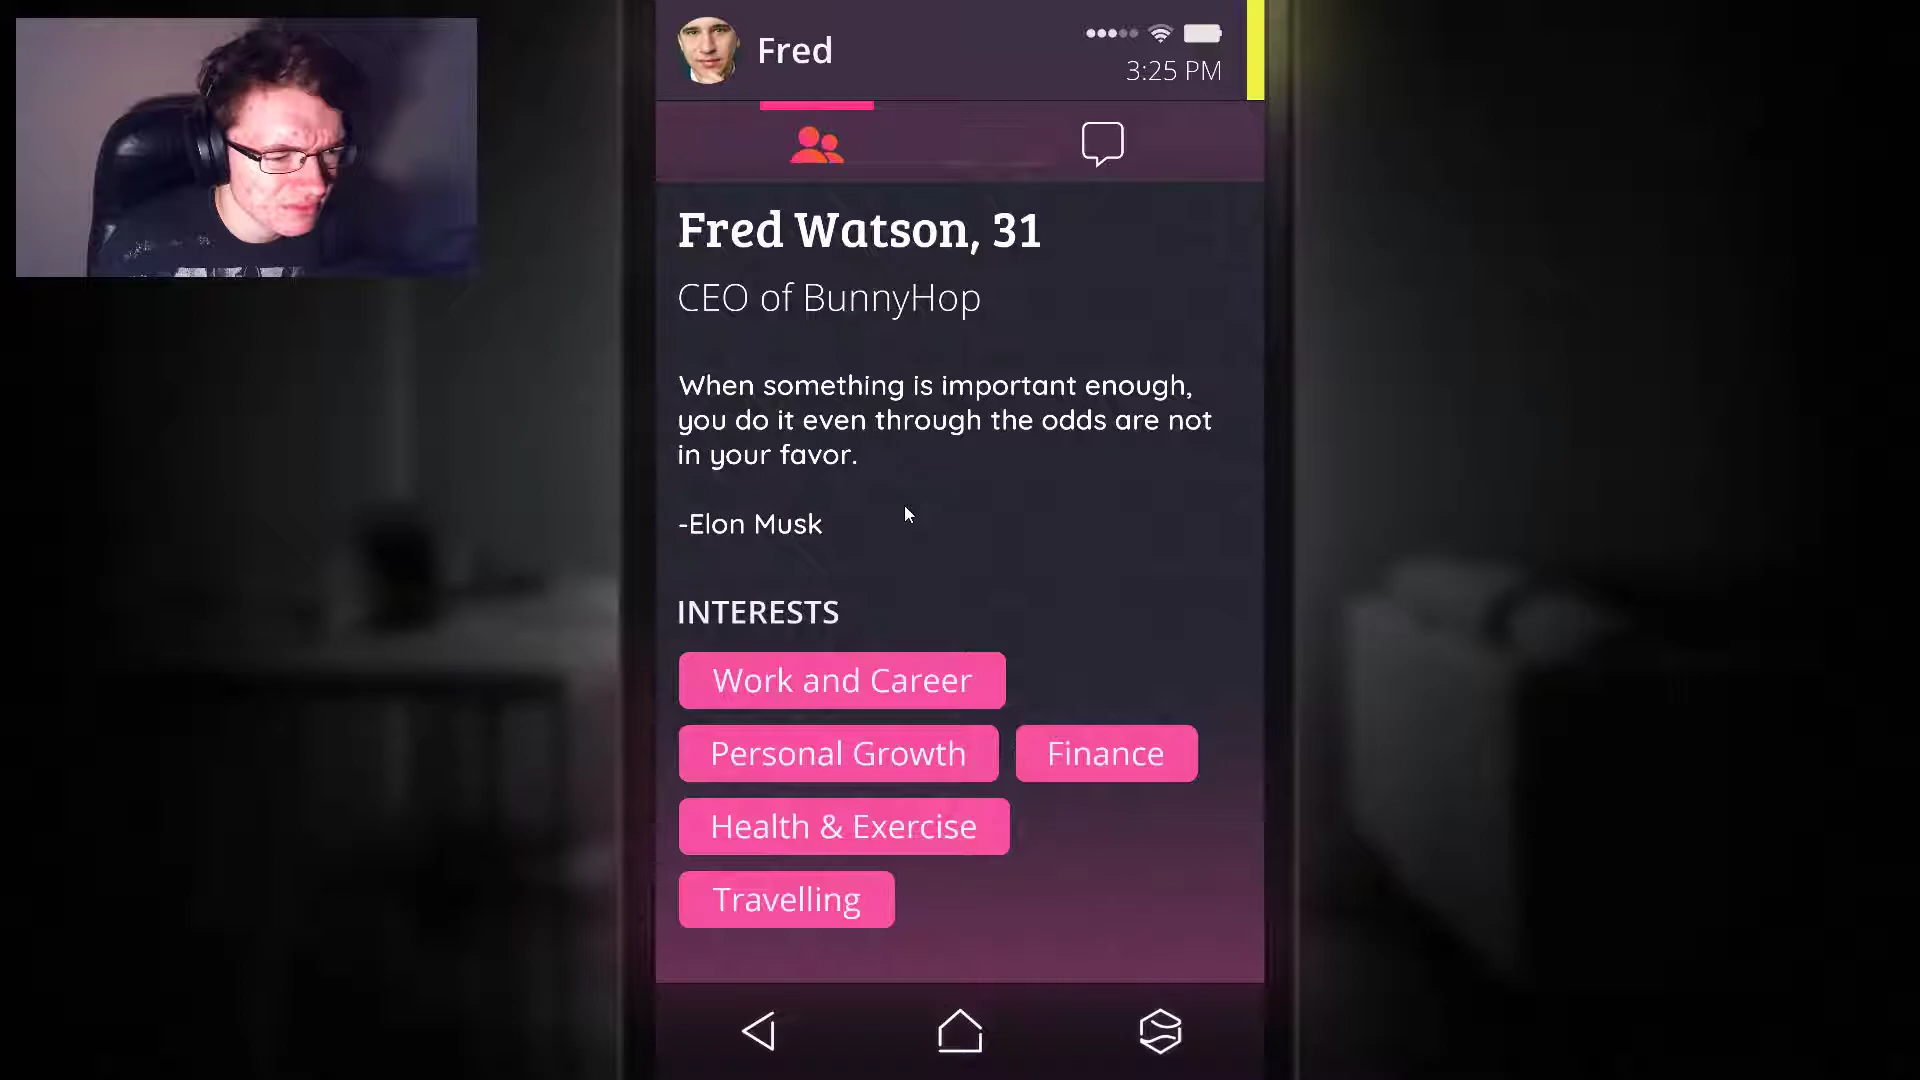 Fred
3:25 PM
Fred Watson, 31
CEO of BunnyHop
When something is important enough,
you do it even through the odds are not
in your favor.
-Elon Musk
INTERESTS
Work and Career
Personal Growth
Finance
Health & Exercise
Travelling